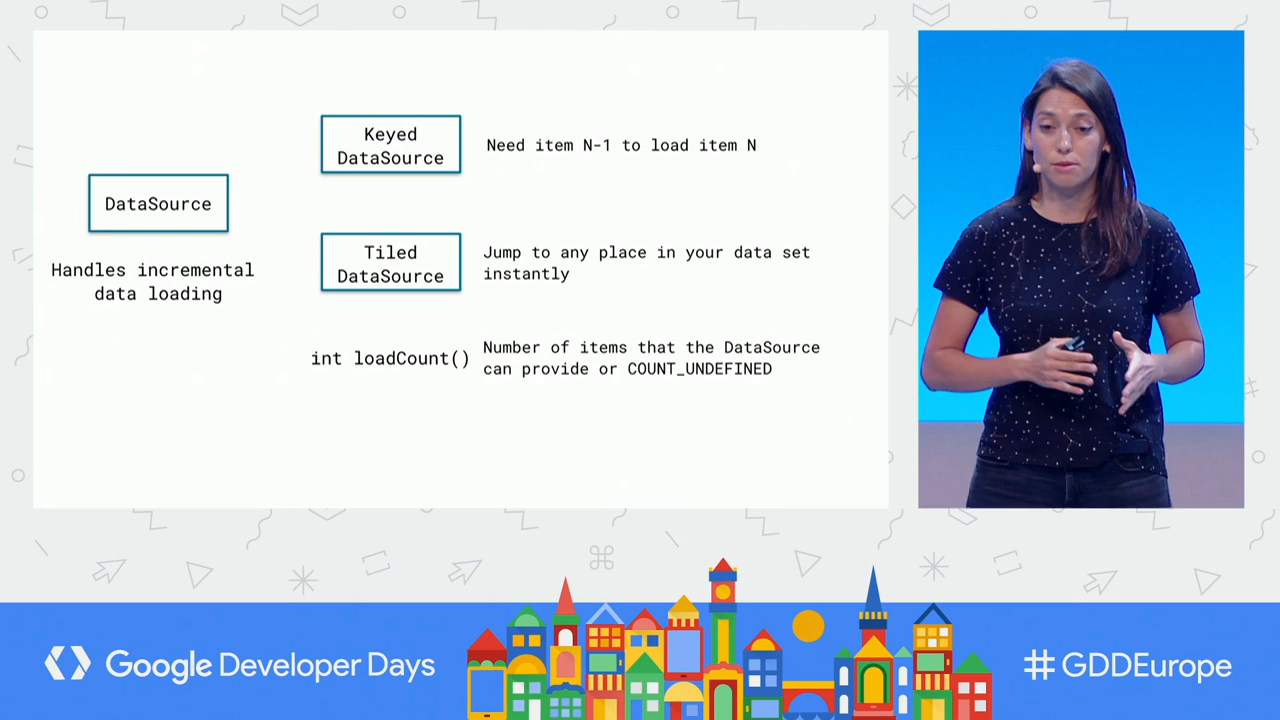 DataSource
Handles incremental
data loading
Keyed
DataSource
Need item N-1 to load item N
Tiled
DataSource
Jump to any place in your data set
instantly
int loadCount()
Number of items that the DataSource
can provide or COUNT_UNDEFINED
Google Developer Days
#GDDEurope